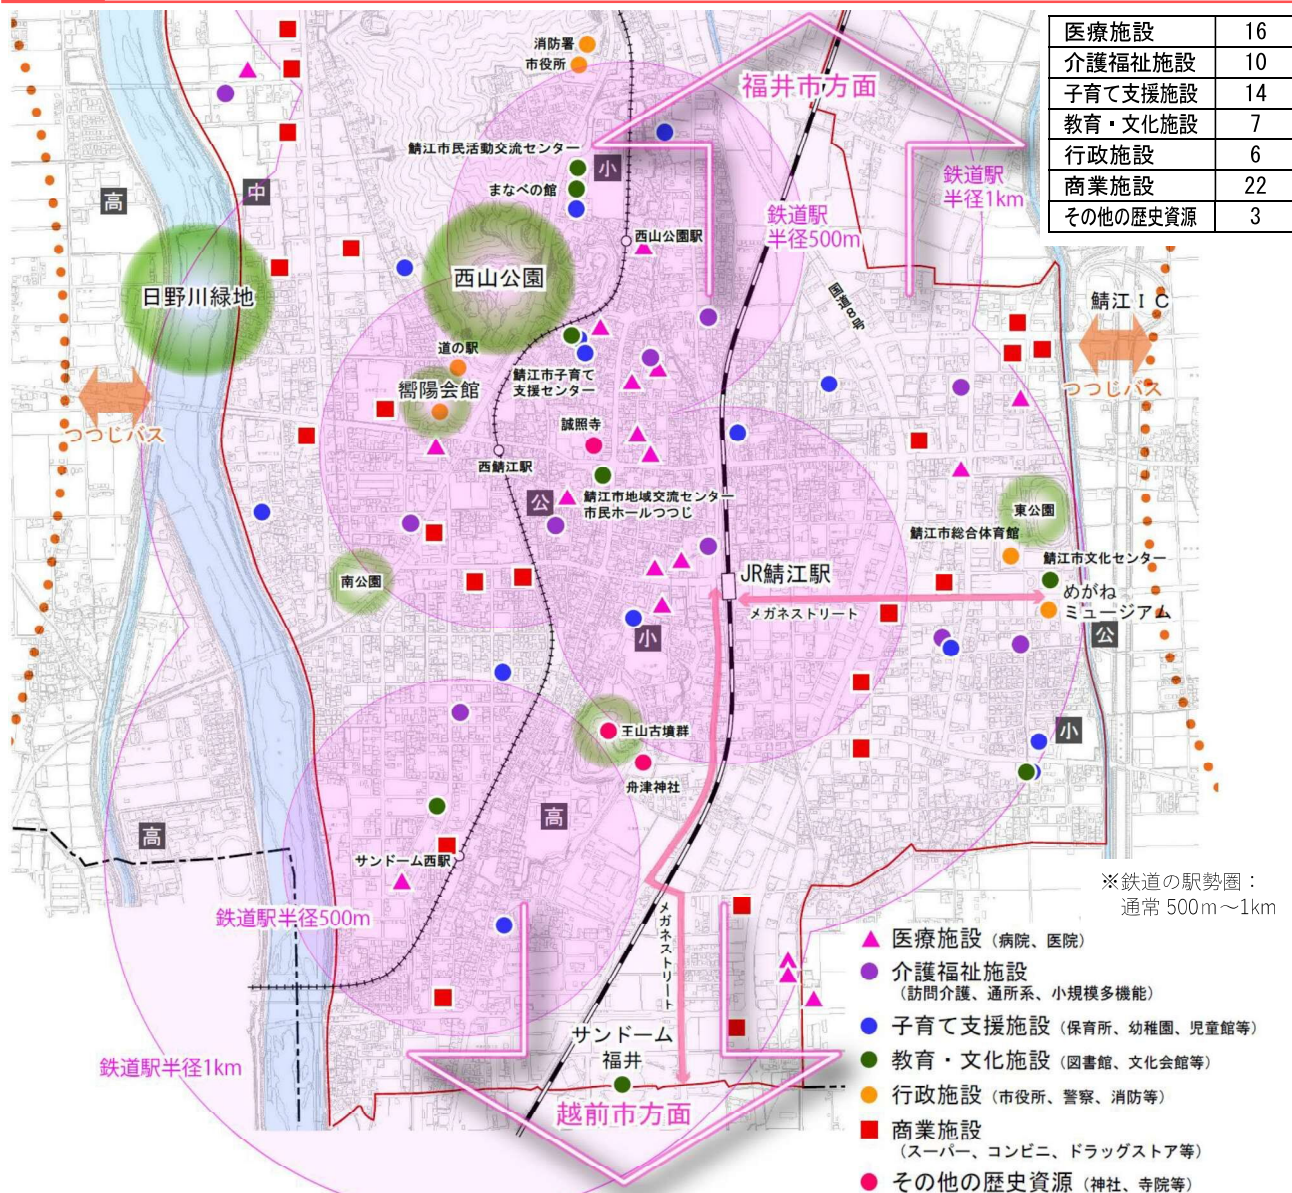 医療施設 16
介護福祉施設 10
子育て支援施設 14
教育・文化施設 7
行政施設 6
商業施設 22
その他の歴史資源 3
消防署
市役所
福井市方面
鯖江市民活動交流センター
小
まなべの館
高
中
鉄道駅
半径1km
鉄道駅
半径500m
西山公園駅
西山公園
日野川緑地
国道8号
鯖江IC
つつじバス
道の駅
嚮陽会館
鯖江市子育て
支援センター
つつじバス
誠照寺
西鯖江駅
公
鯖江市地域交流センター
市民ホールつつじ
東公園
鯖江市総合体育館
鯖江市文化センター
南公園
JR鯖江駅
メガネストリート
めがね
ミュージアム
小
公
王山古墳群
小
舟津神社
高
高
サンドーム西駅
鉄道駅半径500m
メガネストリート
※鉄道の駅勢圏：
通常 500m～1km
サンドーム
福井
鉄道駅半径1km
越前市方面
医療施設（病院、医院）
介護福祉施設
（訪問介護、通所系、小規模多機能）
子育て支援施設（保育所、幼稚園、児童館等）
教育・文化施設（図書館、文化会館等）
行政施設（市役所、警察、消防等）
商業施設
（スーパー、コンビニ、ドラッグストア等）
その他の歴史資源（神社、寺院等）